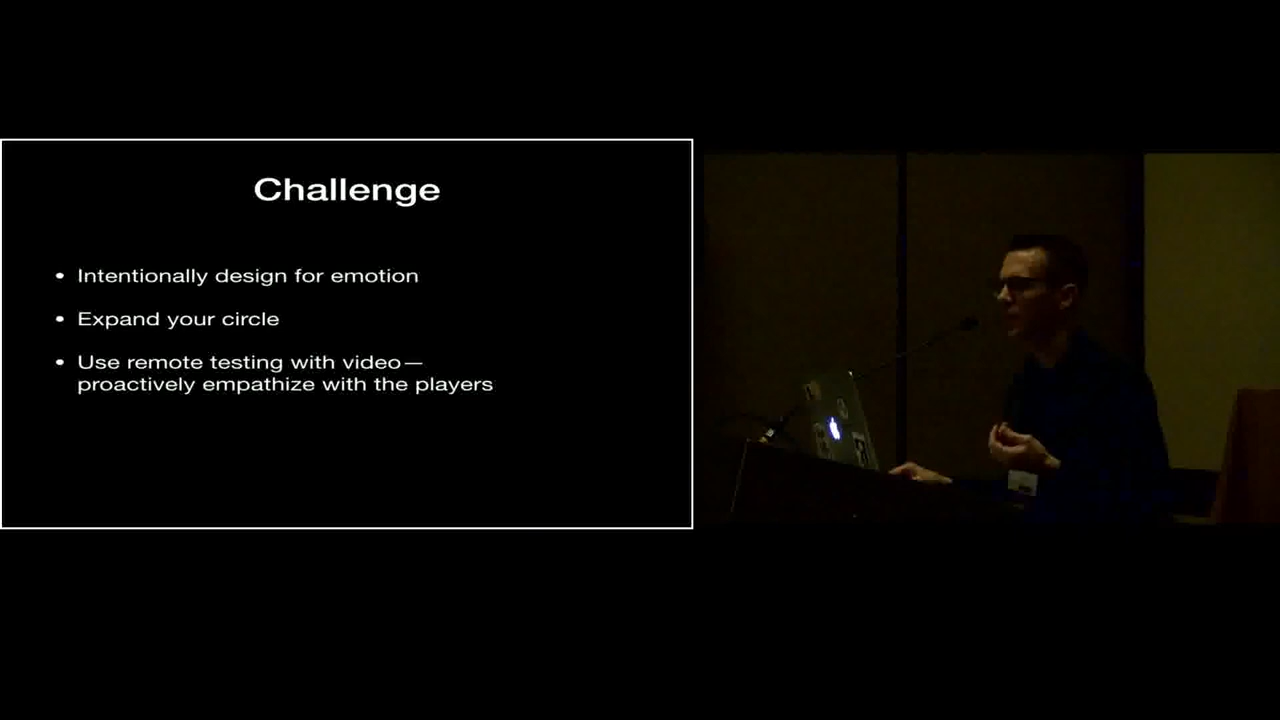 Challenge
• Intentionally design for emotion
• Expand your circle
• Use remote testing with video—
proactively empathize with the players